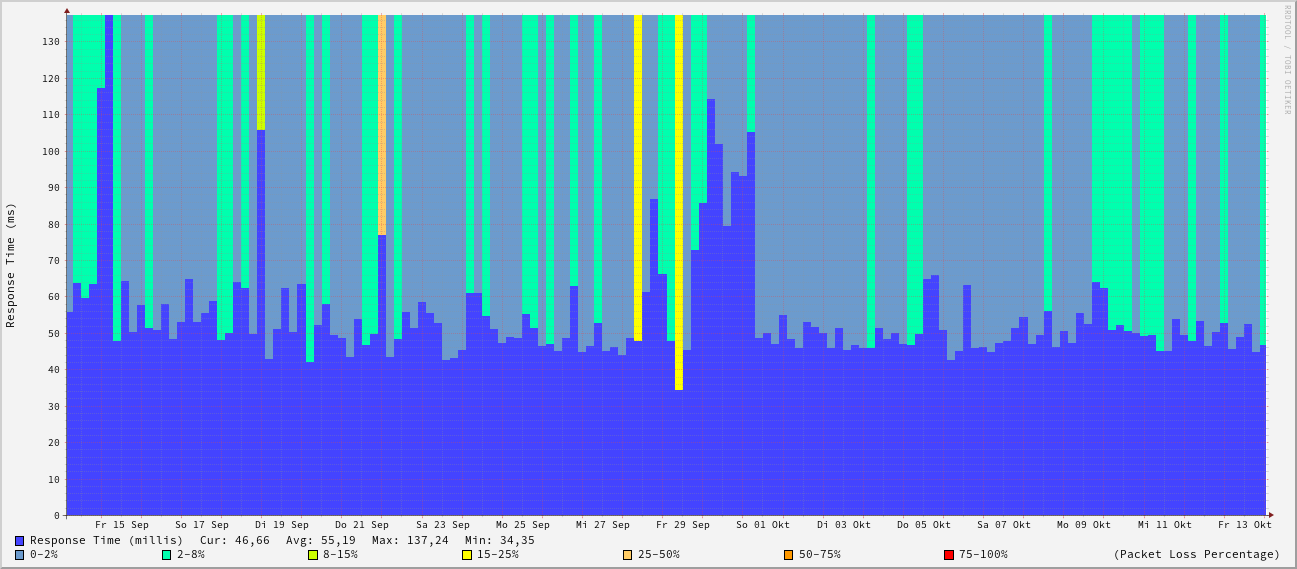 RRDTOOL / TOBI OETIKER
Response Time (ms)
130
120
110
100
90
80
70
60
50
40
30
20
10
0
Fr 15 Sep So 17 Sep Di 19 Sep Do 21 Sep Sa 23 Sep Mo 25 Sep Mi 27 Sep Fr 29 Sep So 01 Okt Di 03 Okt Do 05 Okt Sa 07 Okt Mo 09 Okt Mi 11 Okt Fr 13 Okt
Response Time (millis) Cur: 46,66 Avg: 55,19 Max: 137,24 Min: 34,35
0-2% 2-8% 8-15% 15-25% 25-50% 50-75% 75-100% (Packet Loss Percentage)